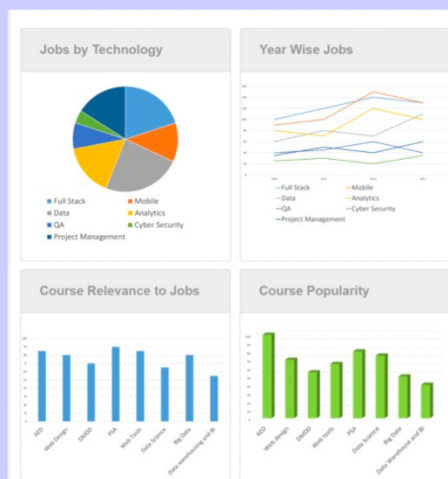 Jobs by Technology
Full Stack
Mobile
Data
Analytics
QA
Cyber Security
Project Management
Year Wise Jobs
Full Stack
Mobile
Data
Analytics
QA
Cyber Security
Project Management
Course Relevance to Jobs
AED
Web Design
DMDD
PSA
Web Tools
Data Science
Big Data
Data warehousing and BI
Course Popularity
AED
Web design
DMDD
Web tools
PSA
Data Science
Big Data
Data Warehouse and BI